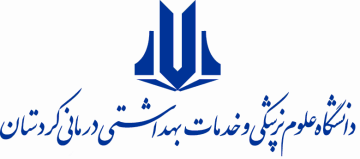 دانشگاه علوم پزشکی و خدمات بهداشتی درمانی کردستان